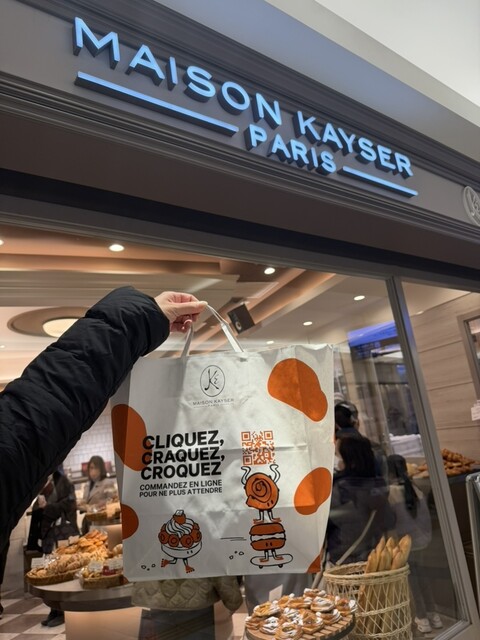 MAISON KAYSER
PARIS
MAISON KAYSER
CLIQUEZ,
CRAQUEZ,
CROQUEZ
COMMANDEZ EN LIGNE
POUR NE PLUS ATTENDRE